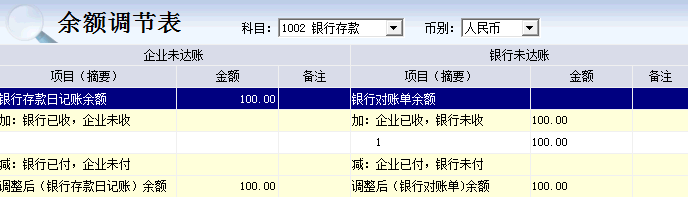 余额调节表 科目: 1002 银行存款 币别: 人民币
企业未达账 银行未达账
项目(摘要) 金额 备注 项目(摘要) 金额 备注
银行存款日记账余额 100.00 银行对账单余额
加: 银行已收, 企业未收 加: 企业已收, 银行未收 100.00
1 100.00
减: 银行已付, 企业未付 减: 企业已付, 银行未付
调整后(银行存款日记账)余额 100.00 调整后(银行对账单)余额 100.00